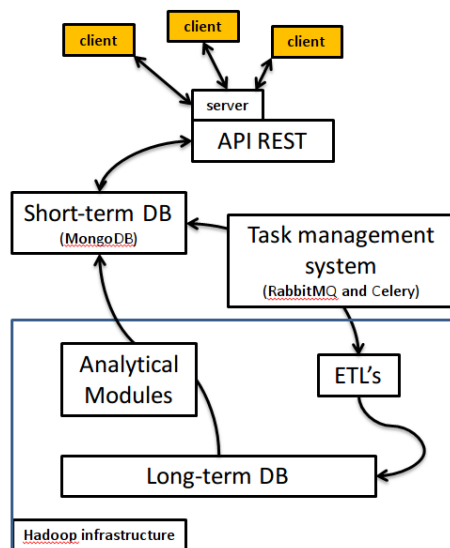 client
client
client
server
API REST
Short-term DB
(MongoDB)
Task management
system
(RabbitMQ and Celery)
Analytical
Modules
ETL's
Long-term DB
Hadoop infrastructure